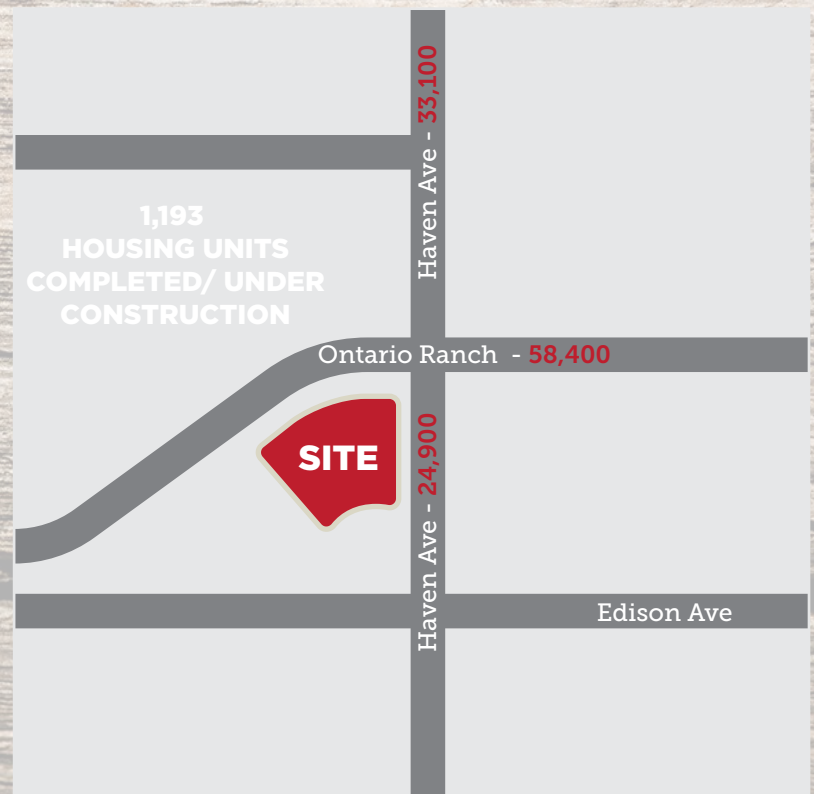 Haven Ave - 33,100
1,193
HOUSING UNITS
COMPLETED/ UNDER
CONSTRUCTION
Ontario Ranch - 58,400
SITE
Haven Ave - 24,900
Edison Ave